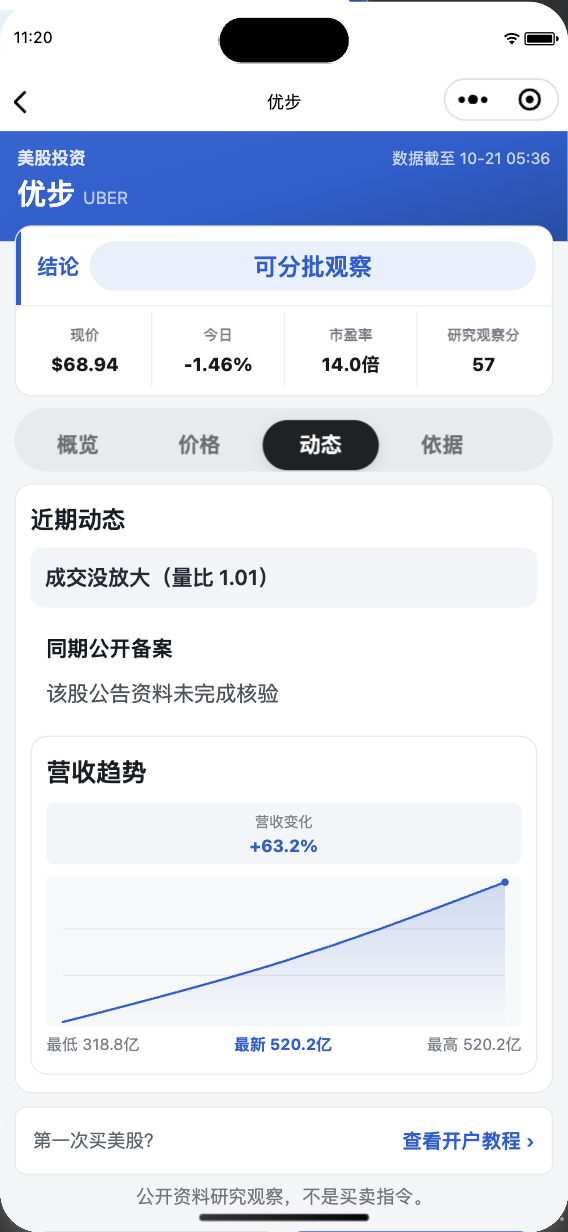 11:20
优步
美股投资
数据截至 10-21 05:36
优步 UBER
结论
可分批观察
现价
今日
市盈率
研究观察分
$68.94
-1.46%
14.0倍
57
概览
价格
动态
依据
近期动态
成交没放大（量比 1.01）
同期公开备案
该股公告资料未完成核验
营收趋势
营收变化
+63.2%
最低 318.8亿
最新 520.2亿
最高 520.2亿
第一次买美股?
查看开户教程 ›
公开资料研究观察，不是买卖指令。